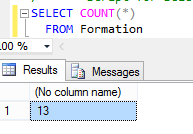 SELECT COUNT(*)
FROM Formation
00 %
Results
Messages
(No column name)
1
13